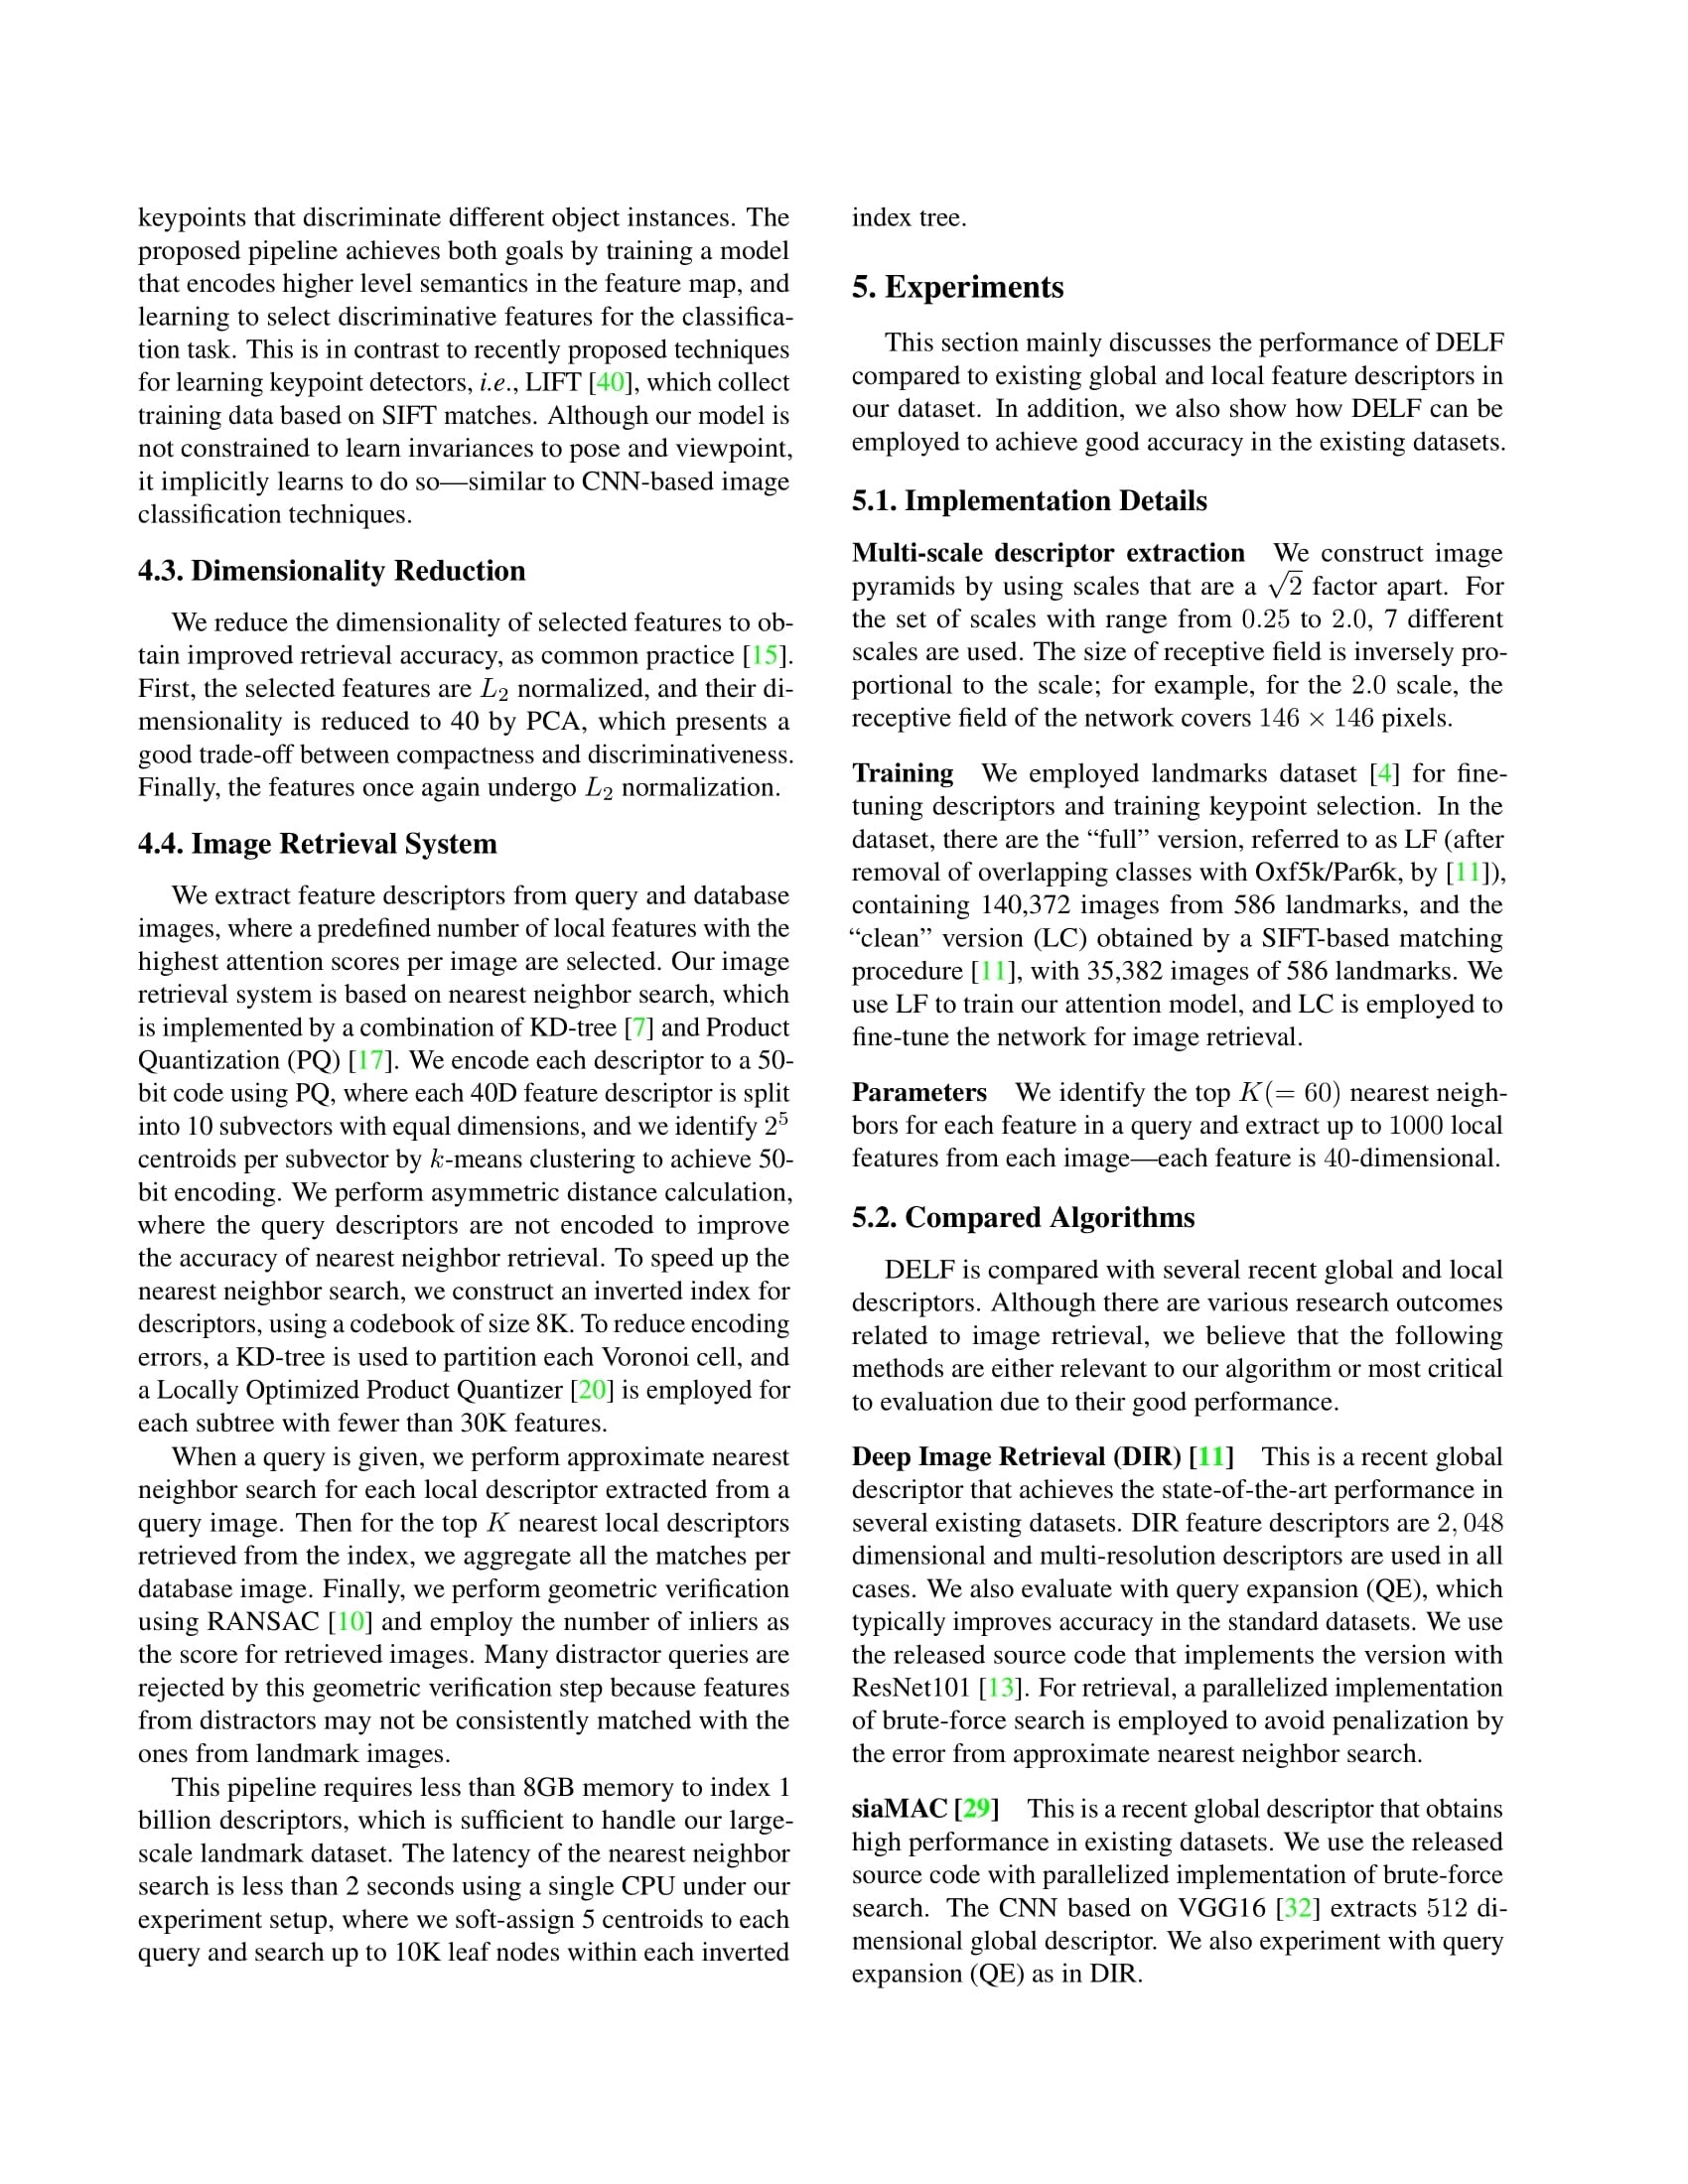 keypoints that discriminate different object instances. The
proposed pipeline achieves both goals by training a model
that encodes higher level semantics in the feature map, and
learning to select discriminative features for the classifica-
tion task. This is in contrast to recently proposed techniques
for learning keypoint detectors, i.e., LIFT [40], which collect
training data based on SIFT matches. Although our model is
not constrained to learn invariances to pose and viewpoint,
it implicitly learns to do so—similar to CNN-based image
classification techniques.
4.3. Dimensionality Reduction
We reduce the dimensionality of selected features to ob-
tain improved retrieval accuracy, as common practice [15].
First, the selected features are L₂ normalized, and their di-
mensionality is reduced to 40 by PCA, which presents a
good trade-off between compactness and discriminativeness.
Finally, the features once again undergo L₂ normalization.
4.4. Image Retrieval System
We extract feature descriptors from query and database
images, where a predefined number of local features with the
highest attention scores per image are selected. Our image
retrieval system is based on nearest neighbor search, which
is implemented by a combination of KD-tree [7] and Product
Quantization (PQ) [17]. We encode each descriptor to a 50-
bit code using PQ, where each 40D feature descriptor is split
into 10 subvectors with equal dimensions, and we identify 2⁵
centroids per subvector by k-means clustering to achieve 50-
bit encoding. We perform asymmetric distance calculation,
where the query descriptors are not encoded to improve
the accuracy of nearest neighbor retrieval. To speed up the
nearest neighbor search, we construct an inverted index for
descriptors, using a codebook of size 8K. To reduce encoding
errors, a KD-tree is used to partition each Voronoi cell, and
a Locally Optimized Product Quantizer [20] is employed for
each subtree with fewer than 30K features.
When a query is given, we perform approximate nearest
neighbor search for each local descriptor extracted from a
query image. Then for the top K nearest local descriptors
retrieved from the index, we aggregate all the matches per
database image. Finally, we perform geometric verification
using RANSAC [10] and employ the number of inliers as
the score for retrieved images. Many distractor queries are
rejected by this geometric verification step because features
from distractors may not be consistently matched with the
ones from landmark images.
This pipeline requires less than 8GB memory to index 1
billion descriptors, which is sufficient to handle our large-
scale landmark dataset. The latency of the nearest neighbor
search is less than 2 seconds using a single CPU under our
experiment setup, where we soft-assign 5 centroids to each
query and search up to 10K leaf nodes within each inverted
index tree.
5. Experiments
This section mainly discusses the performance of DELF
compared to existing global and local feature descriptors in
our dataset. In addition, we also show how DELF can be
employed to achieve good accuracy in the existing datasets.
5.1. Implementation Details
Multi-scale descriptor extraction We construct image
pyramids by using scales that are a √2 factor apart. For
the set of scales with range from 0.25 to 2.0, 7 different
scales are used. The size of receptive field is inversely pro-
portional to the scale; for example, for the 2.0 scale, the
receptive field of the network covers 146 × 146 pixels.
Training We employed landmarks dataset [4] for fine-
tuning descriptors and training keypoint selection. In the
dataset, there are the “full” version, referred to as LF (after
removal of overlapping classes with Oxf5k/Par6k, by [11]),
containing 140,372 images from 586 landmarks, and the
“clean” version (LC) obtained by a SIFT-based matching
procedure [11], with 35,382 images of 586 landmarks. We
use LF to train our attention model, and LC is employed to
fine-tune the network for image retrieval.
Parameters We identify the top K(= 60) nearest neigh-
bors for each feature in a query and extract up to 1000 local
features from each image—each feature is 40-dimensional.
5.2. Compared Algorithms
DELF is compared with several recent global and local
descriptors. Although there are various research outcomes
related to image retrieval, we believe that the following
methods are either relevant to our algorithm or most critical
to evaluation due to their good performance.
Deep Image Retrieval (DIR) [11] This is a recent global
descriptor that achieves the state-of-the-art performance in
several existing datasets. DIR feature descriptors are 2, 048
dimensional and multi-resolution descriptors are used in all
cases. We also evaluate with query expansion (QE), which
typically improves accuracy in the standard datasets. We use
the released source code that implements the version with
ResNet101 [13]. For retrieval, a parallelized implementation
of brute-force search is employed to avoid penalization by
the error from approximate nearest neighbor search.
siaMAC [29] This is a recent global descriptor that obtains
high performance in existing datasets. We use the released
source code with parallelized implementation of brute-force
search. The CNN based on VGG16 [32] extracts 512 di-
mensional global descriptor. We also experiment with query
expansion (QE) as in DIR.